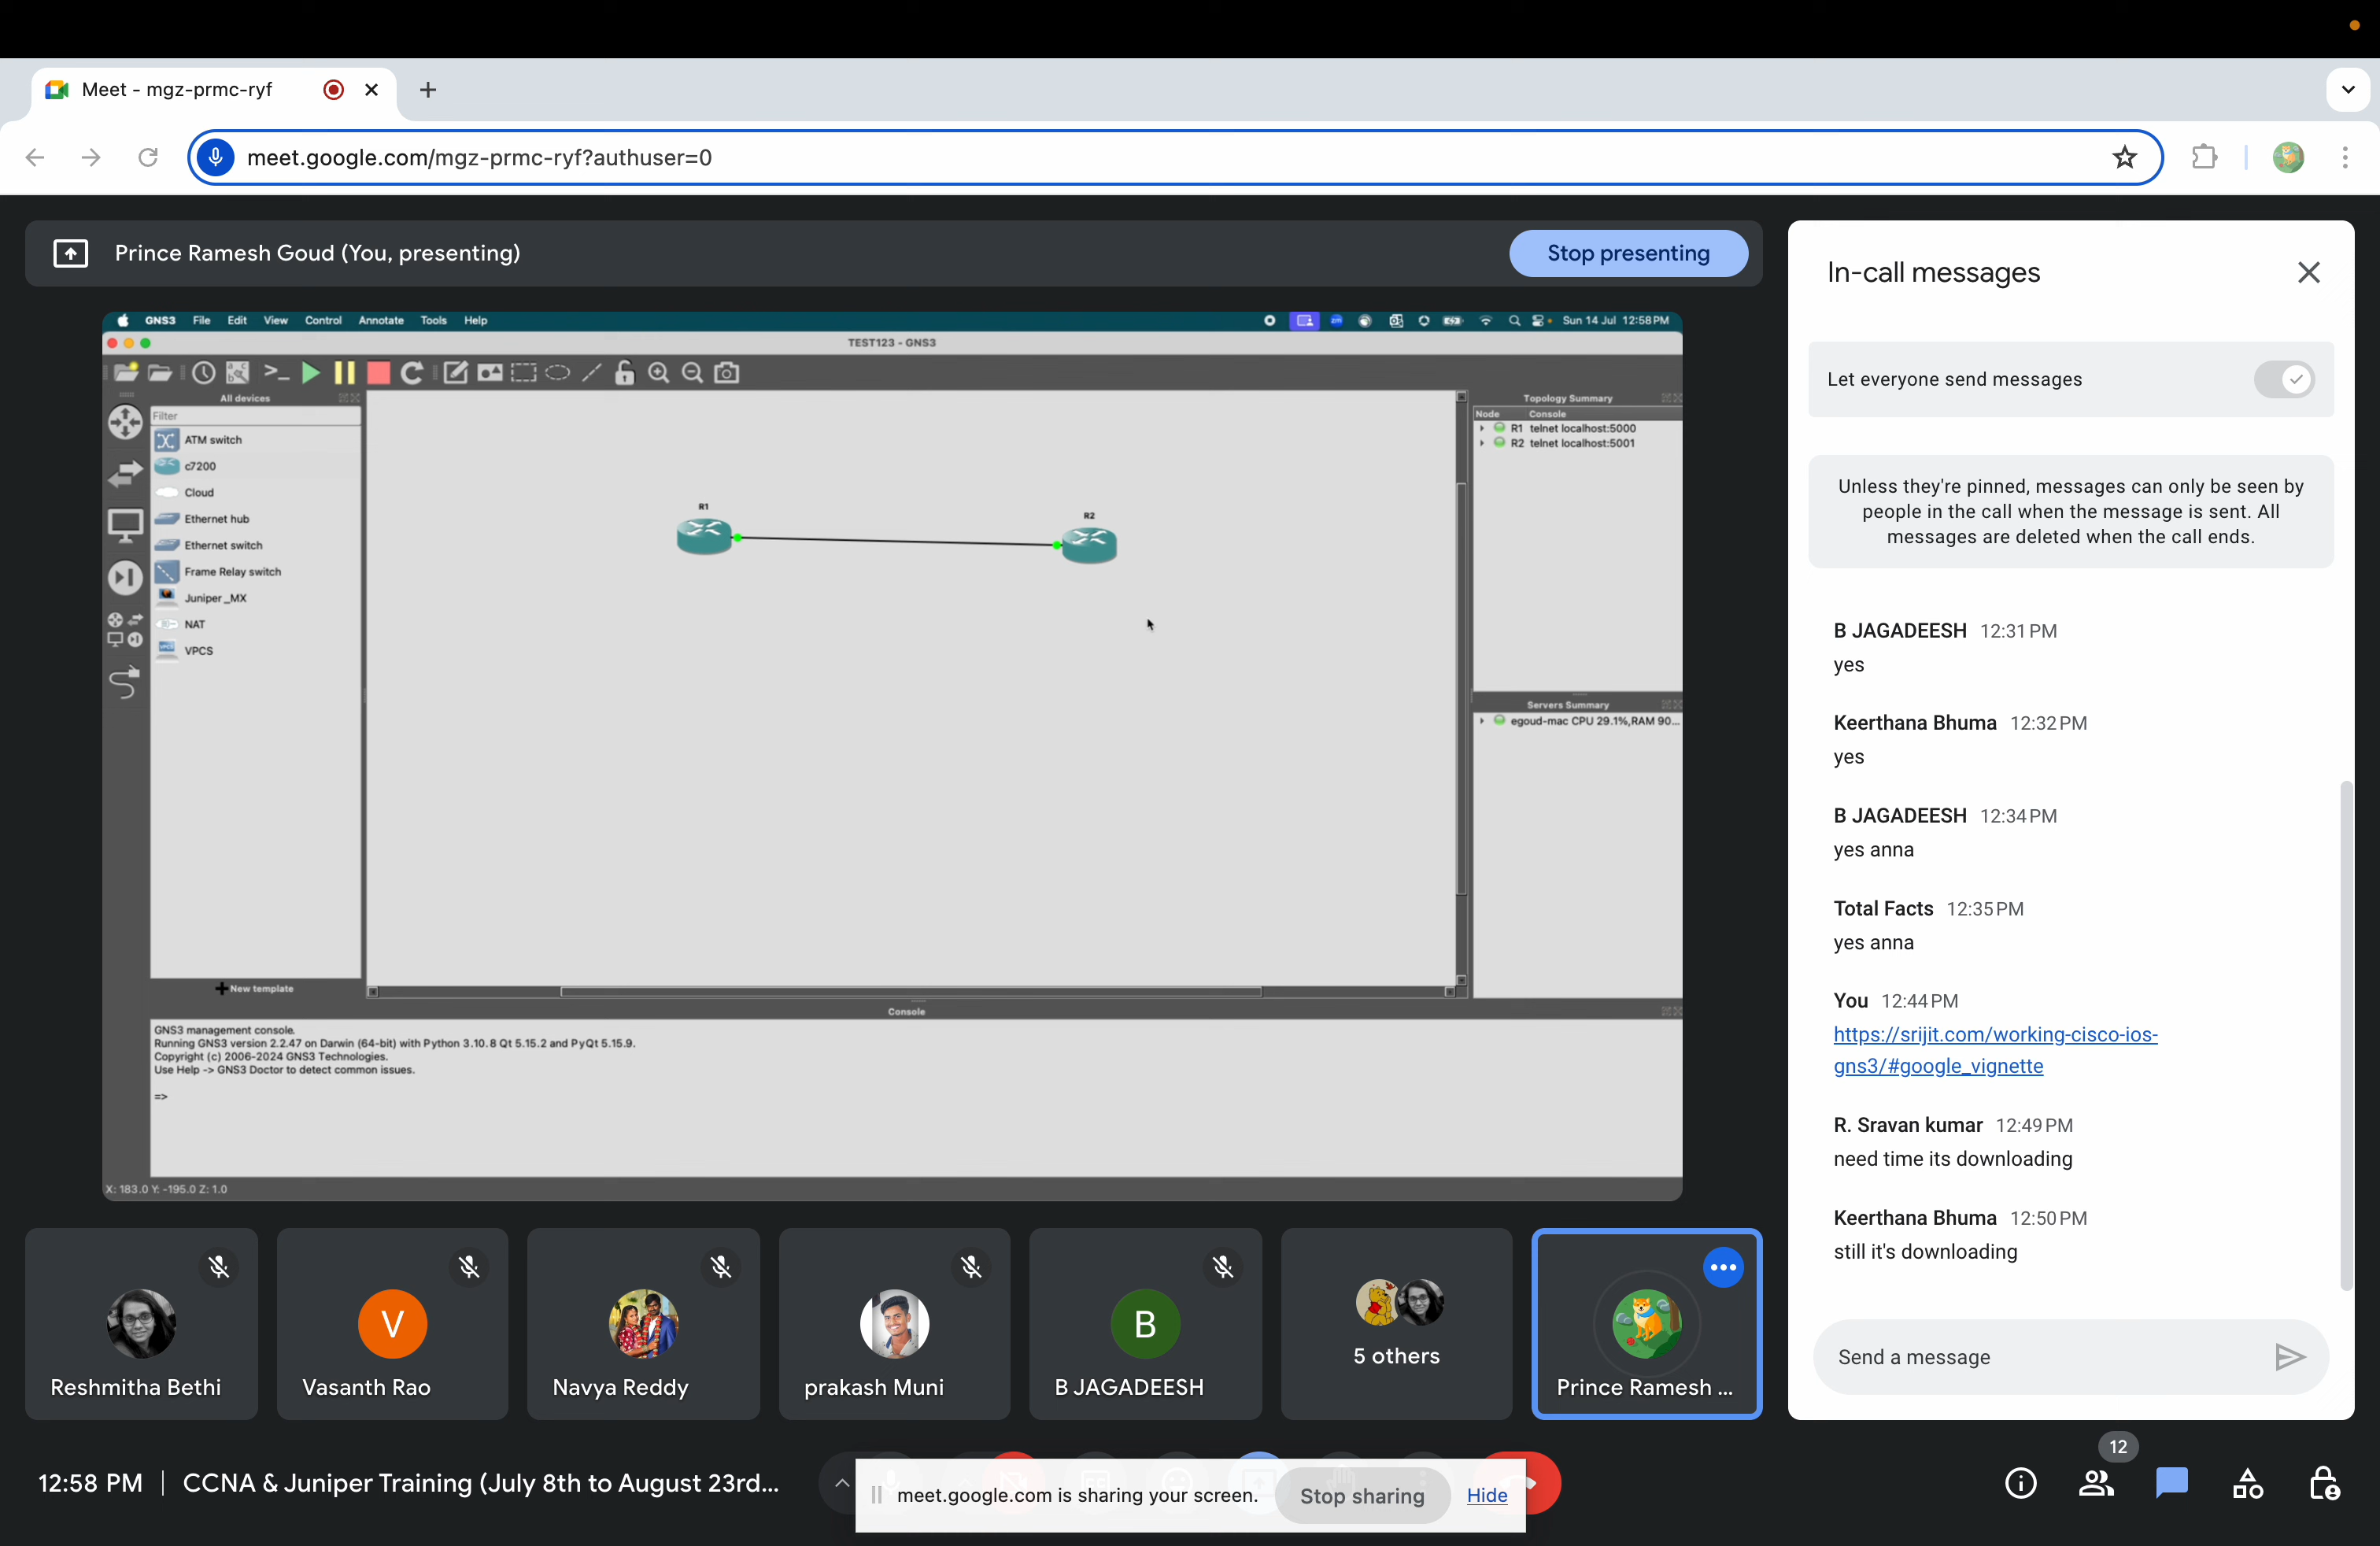 Meet - mgz-prmc-ryf
meet.google.com/mgz-prmc-ryf?authuser=0
Prince Ramesh Goud (You, presenting)
Stop presenting
GNS3 File Edit View Control Annotate Tools Help
Sun 14 Jul 12:58 PM
TEST123 - GNS3
All devices
Filter
ATM switch
c7200
Cloud
Ethernet hub
Ethernet switch
Frame Relay switch
Juniper_MX
NAT
VPCS
New template
R1
R2
Topology Summary
Node Console
R1 telnet localhost:5000
R2 telnet localhost:5001
Servers Summary
egoud-mac CPU 29.1%,RAM 90...
Console
GNS3 management console.
Running GNS3 version 2.2.47 on Darwin (64-bit) with Python 3.10.8 Qt 5.15.2 and PyQt 5.15.9.
Copyright (c) 2006-2024 GNS3 Technologies.
Use Help -> GNS3 Doctor to detect common issues.
=>
X: 183.0 Y: -195.0 Z: 1.0
In-call messages
Let everyone send messages
Unless they're pinned, messages can only be seen by
people in the call when the message is sent. All
messages are deleted when the call ends.
B JAGADEESH 12:31 PM
yes
Keerthana Bhuma 12:32 PM
yes
B JAGADEESH 12:34 PM
yes anna
Total Facts 12:35 PM
yes anna
You 12:44 PM
https://srijit.com/working-cisco-ios-
gns3/#google_vignette
R. Sravan kumar 12:49 PM
need time its downloading
Keerthana Bhuma 12:50 PM
still it's downloading
Send a message
Reshmitha Bethi
V
Vasanth Rao
Navya Reddy
prakash Muni
B
B JAGADEESH
5 others
Prince Ramesh ...
12:58 PM | CCNA & Juniper Training (July 8th to August 23rd...
meet.google.com is sharing your screen.
Stop sharing
Hide
12